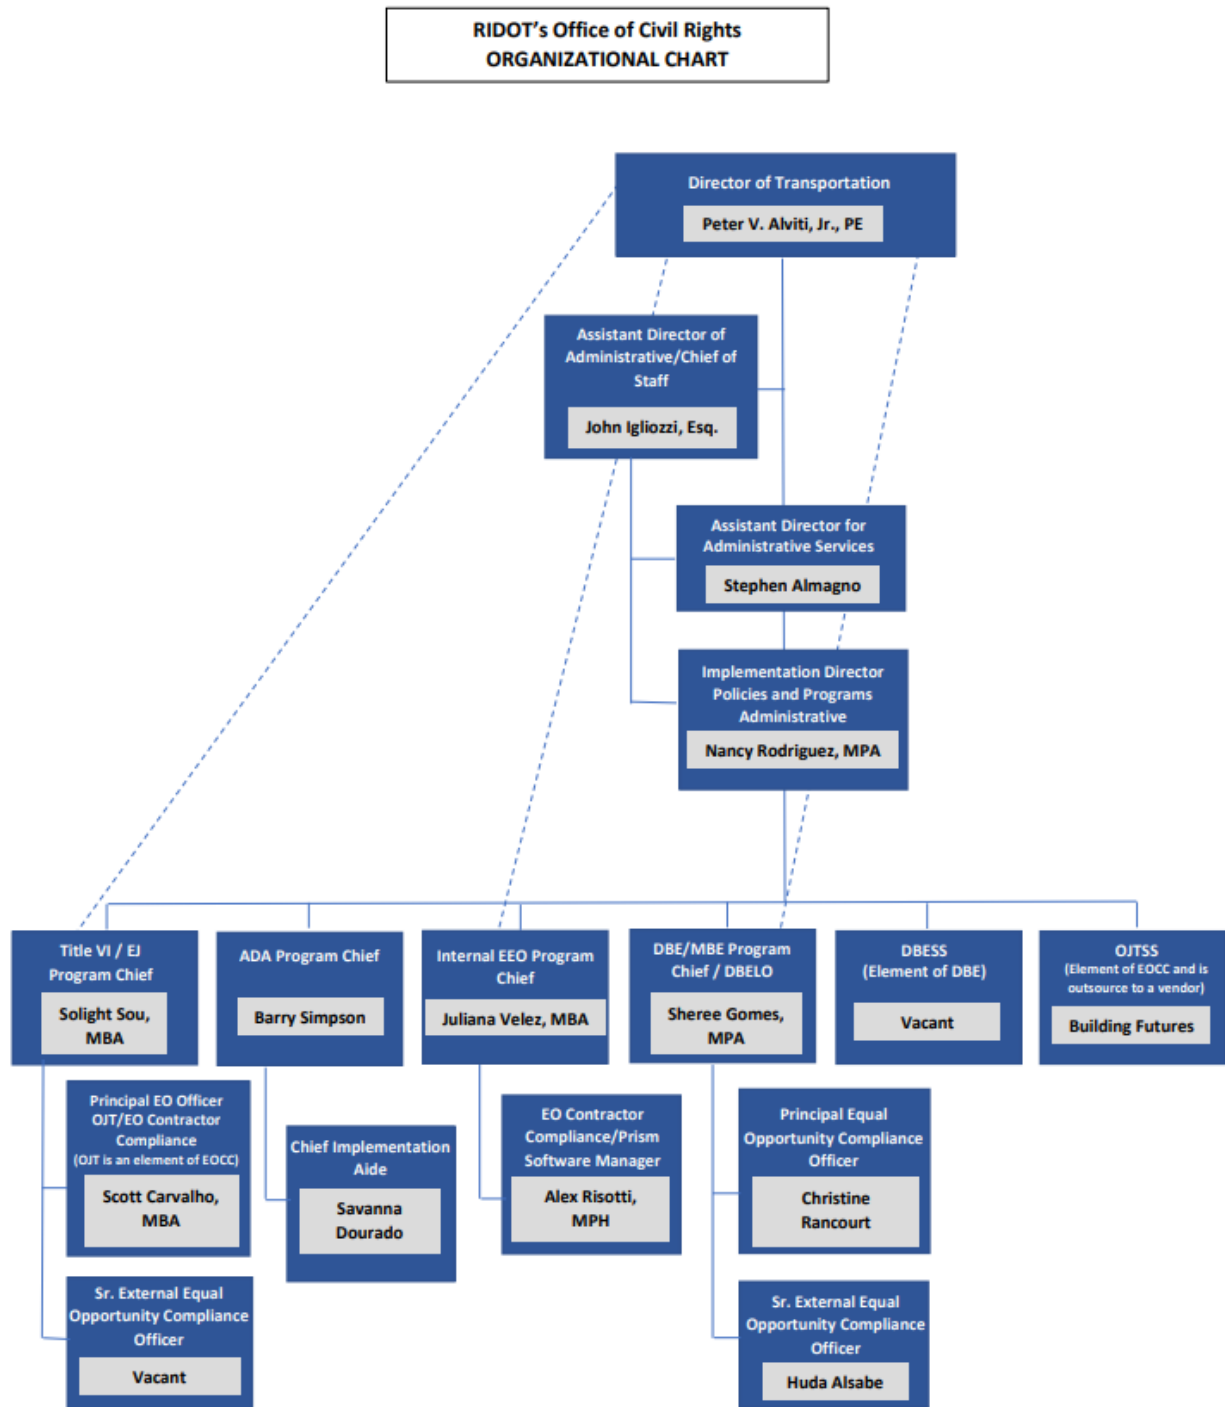 RIDOT's Office of Civil Rights
ORGANIZATIONAL CHART
Director of Transportation
Peter V. Alviti, Jr., PE
Assistant Director of
Administrative/Chief of
Staff
John Igliozzi, Esq.
Assistant Director for
Administrative Services
Stephen Almagno
Implementation Director
Policies and Programs
Administrative
Nancy Rodriguez, MPA
Title VI / EJ
Program Chief
Solight Sou,
MBA
ADA Program Chief
Barry Simpson
Internal EEO Program
Chief
Juliana Velez, MBA
DBE/MBE Program
Chief / DBELO
Sheree Gomes,
MPA
DBESS
(Element of DBE)
Vacant
OJTSS
(Element of EOCC and is
outsource to a vendor)
Building Futures
Principal EO Officer
OJT/EO Contractor
Compliance
(OJT is an element of EOCC)
Scott Carvalho,
MBA
Chief Implementation
Aide
Savanna
Dourado
EO Contractor
Compliance/Prism
Software Manager
Alex Risotti,
MPH
Principal Equal
Opportunity Compliance
Officer
Christine
Rancourt
Sr. External Equal
Opportunity Compliance
Officer
Vacant
Sr. External Equal
Opportunity Compliance
Officer
Huda Alsabe